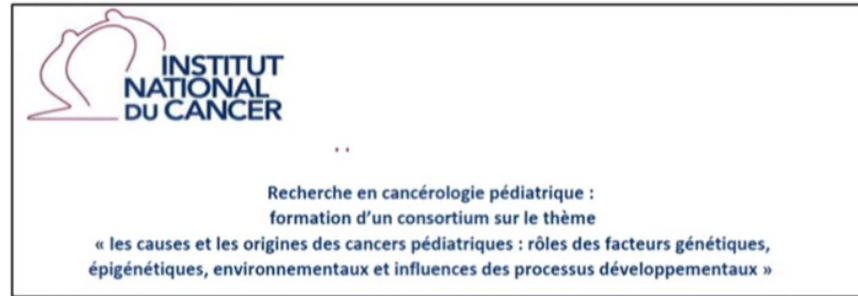 INSTITUT
NATIONAL
DU CANCER
Recherche en cancérologie pédiatrique :
formation d'un consortium sur le thème
« les causes et les origines des cancers pédiatriques : rôles des facteurs génétiques,
épigénétiques, environnementaux et influences des processus développementaux »